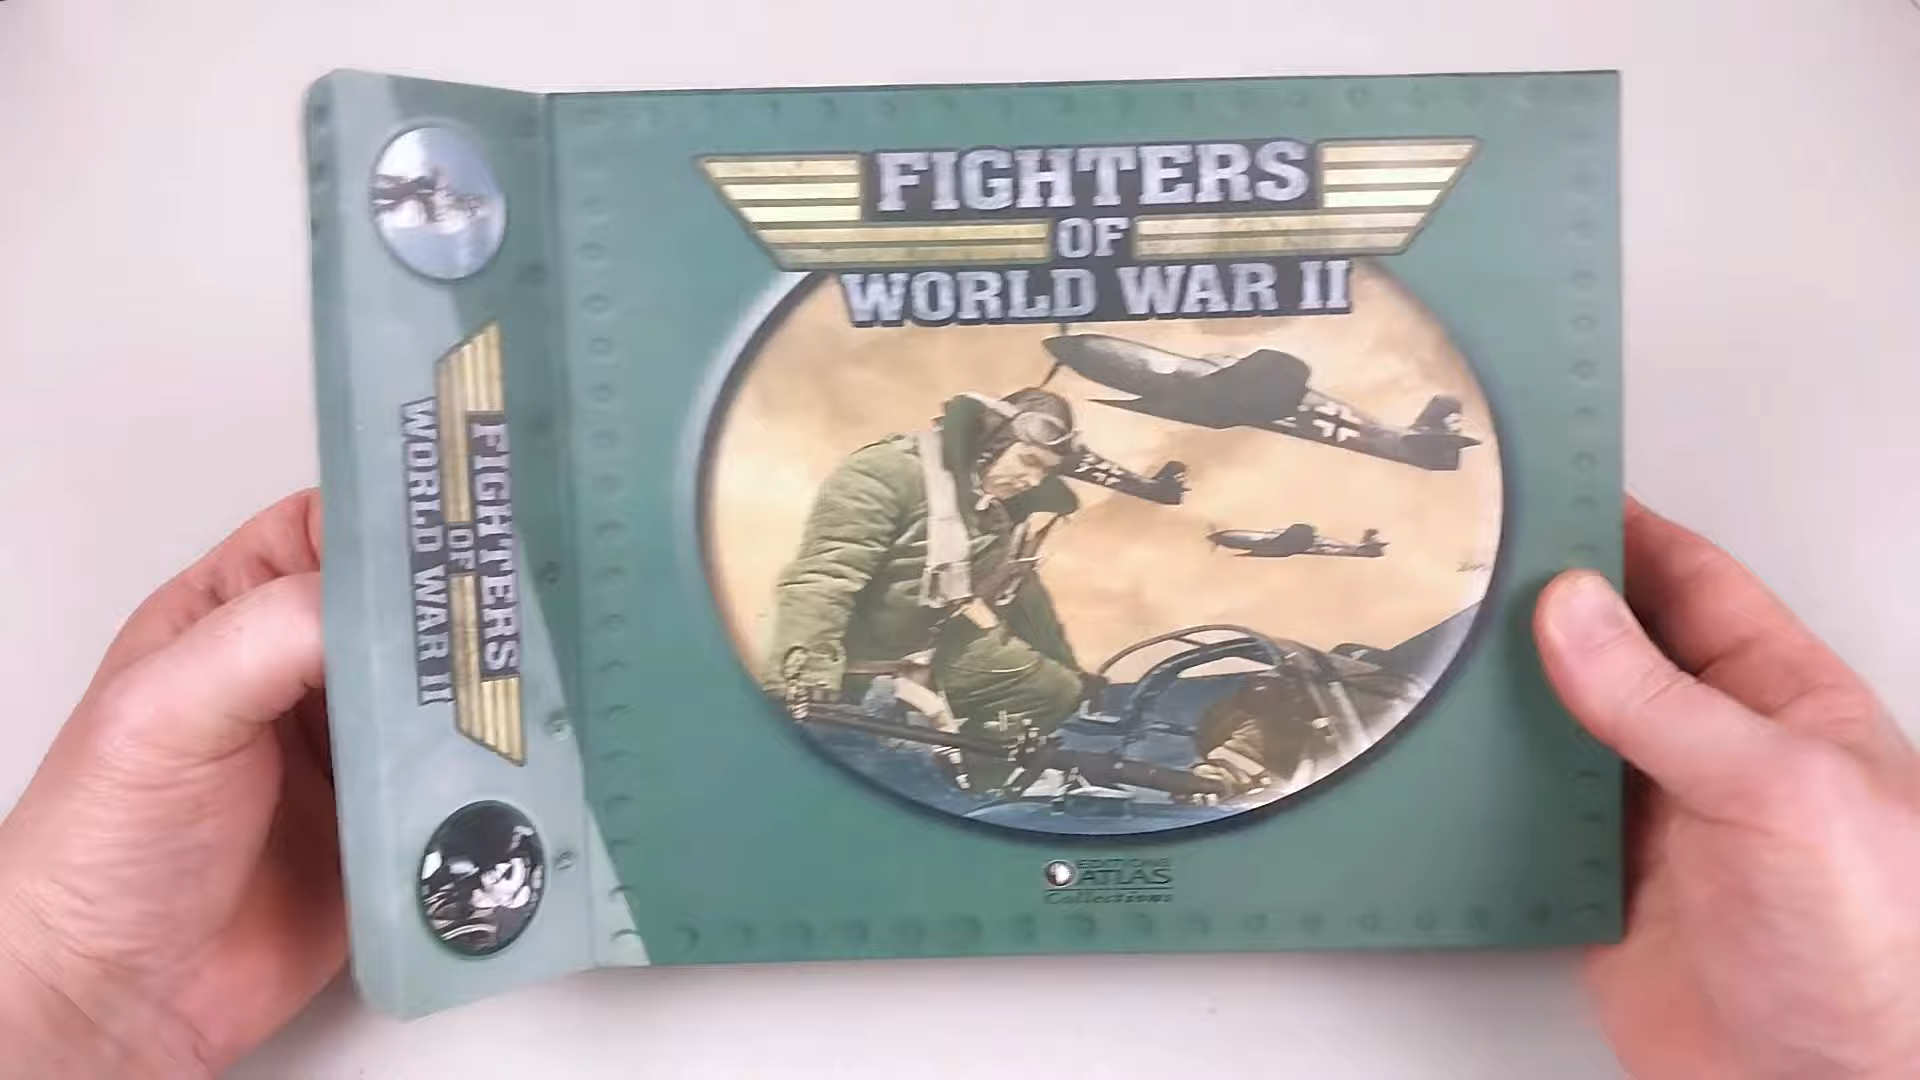 FIGHTERS
OF
WORLD WAR II
FIGHTERS
OF
WORLD WAR II
EDITIONS
ATLAS
Collections